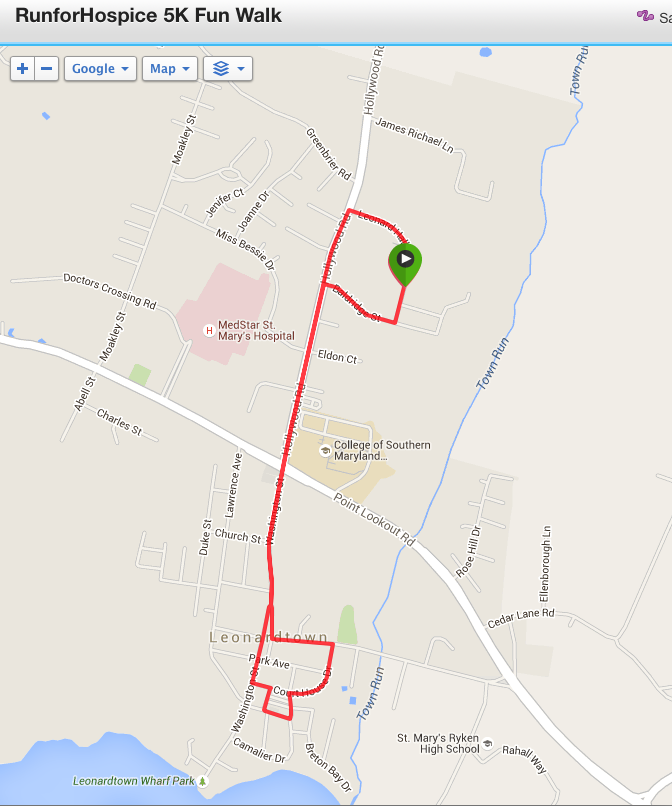 RunforHospice 5K Fun Walk
Sa
+
−
Google
Map
Hollywood Rd
Town Run
James Richael Ln
Moakley St
Greenbrier Rd
Jenifer Ct
Joanne Dr
Leonard Hall
Miss Bessie Dr
Hollywood Rd
Doctors Crossing Rd
Baldridge St
Moakley St
H
MedStar St.
Mary's Hospital
Eldon Ct
Town Run
Abell St
Charles St
Hollywood Rd
College of Southern
Maryland...
Lawrence Ave
Washington St
Point Lookout Rd
Duke St
Church St
Rose Hill Dr
Ellenborough Ln
Cedar Lane Rd
Leonardtown
Park Ave
Court House Dr
Washington St
Town Run
Camalier Dr
Breton Bay Dr
St. Mary's Ryken
High School
Rahall Way
Leonardtown Wharf Park